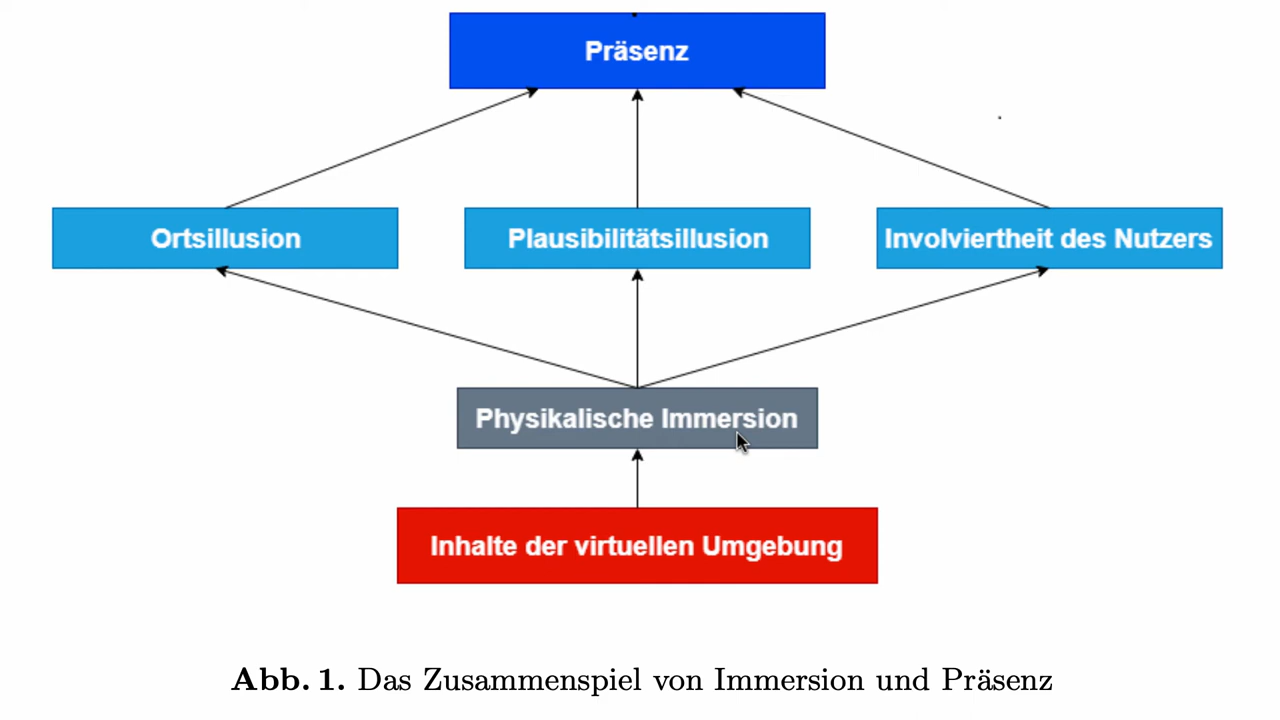 Präsenz
Ortsillusion
Plausibilitätsillusion
Involviertheit des Nutzers
Physikalische Immersion
Inhalte der virtuellen Umgebung
Abb. 1. Das Zusammenspiel von Immersion und Präsenz